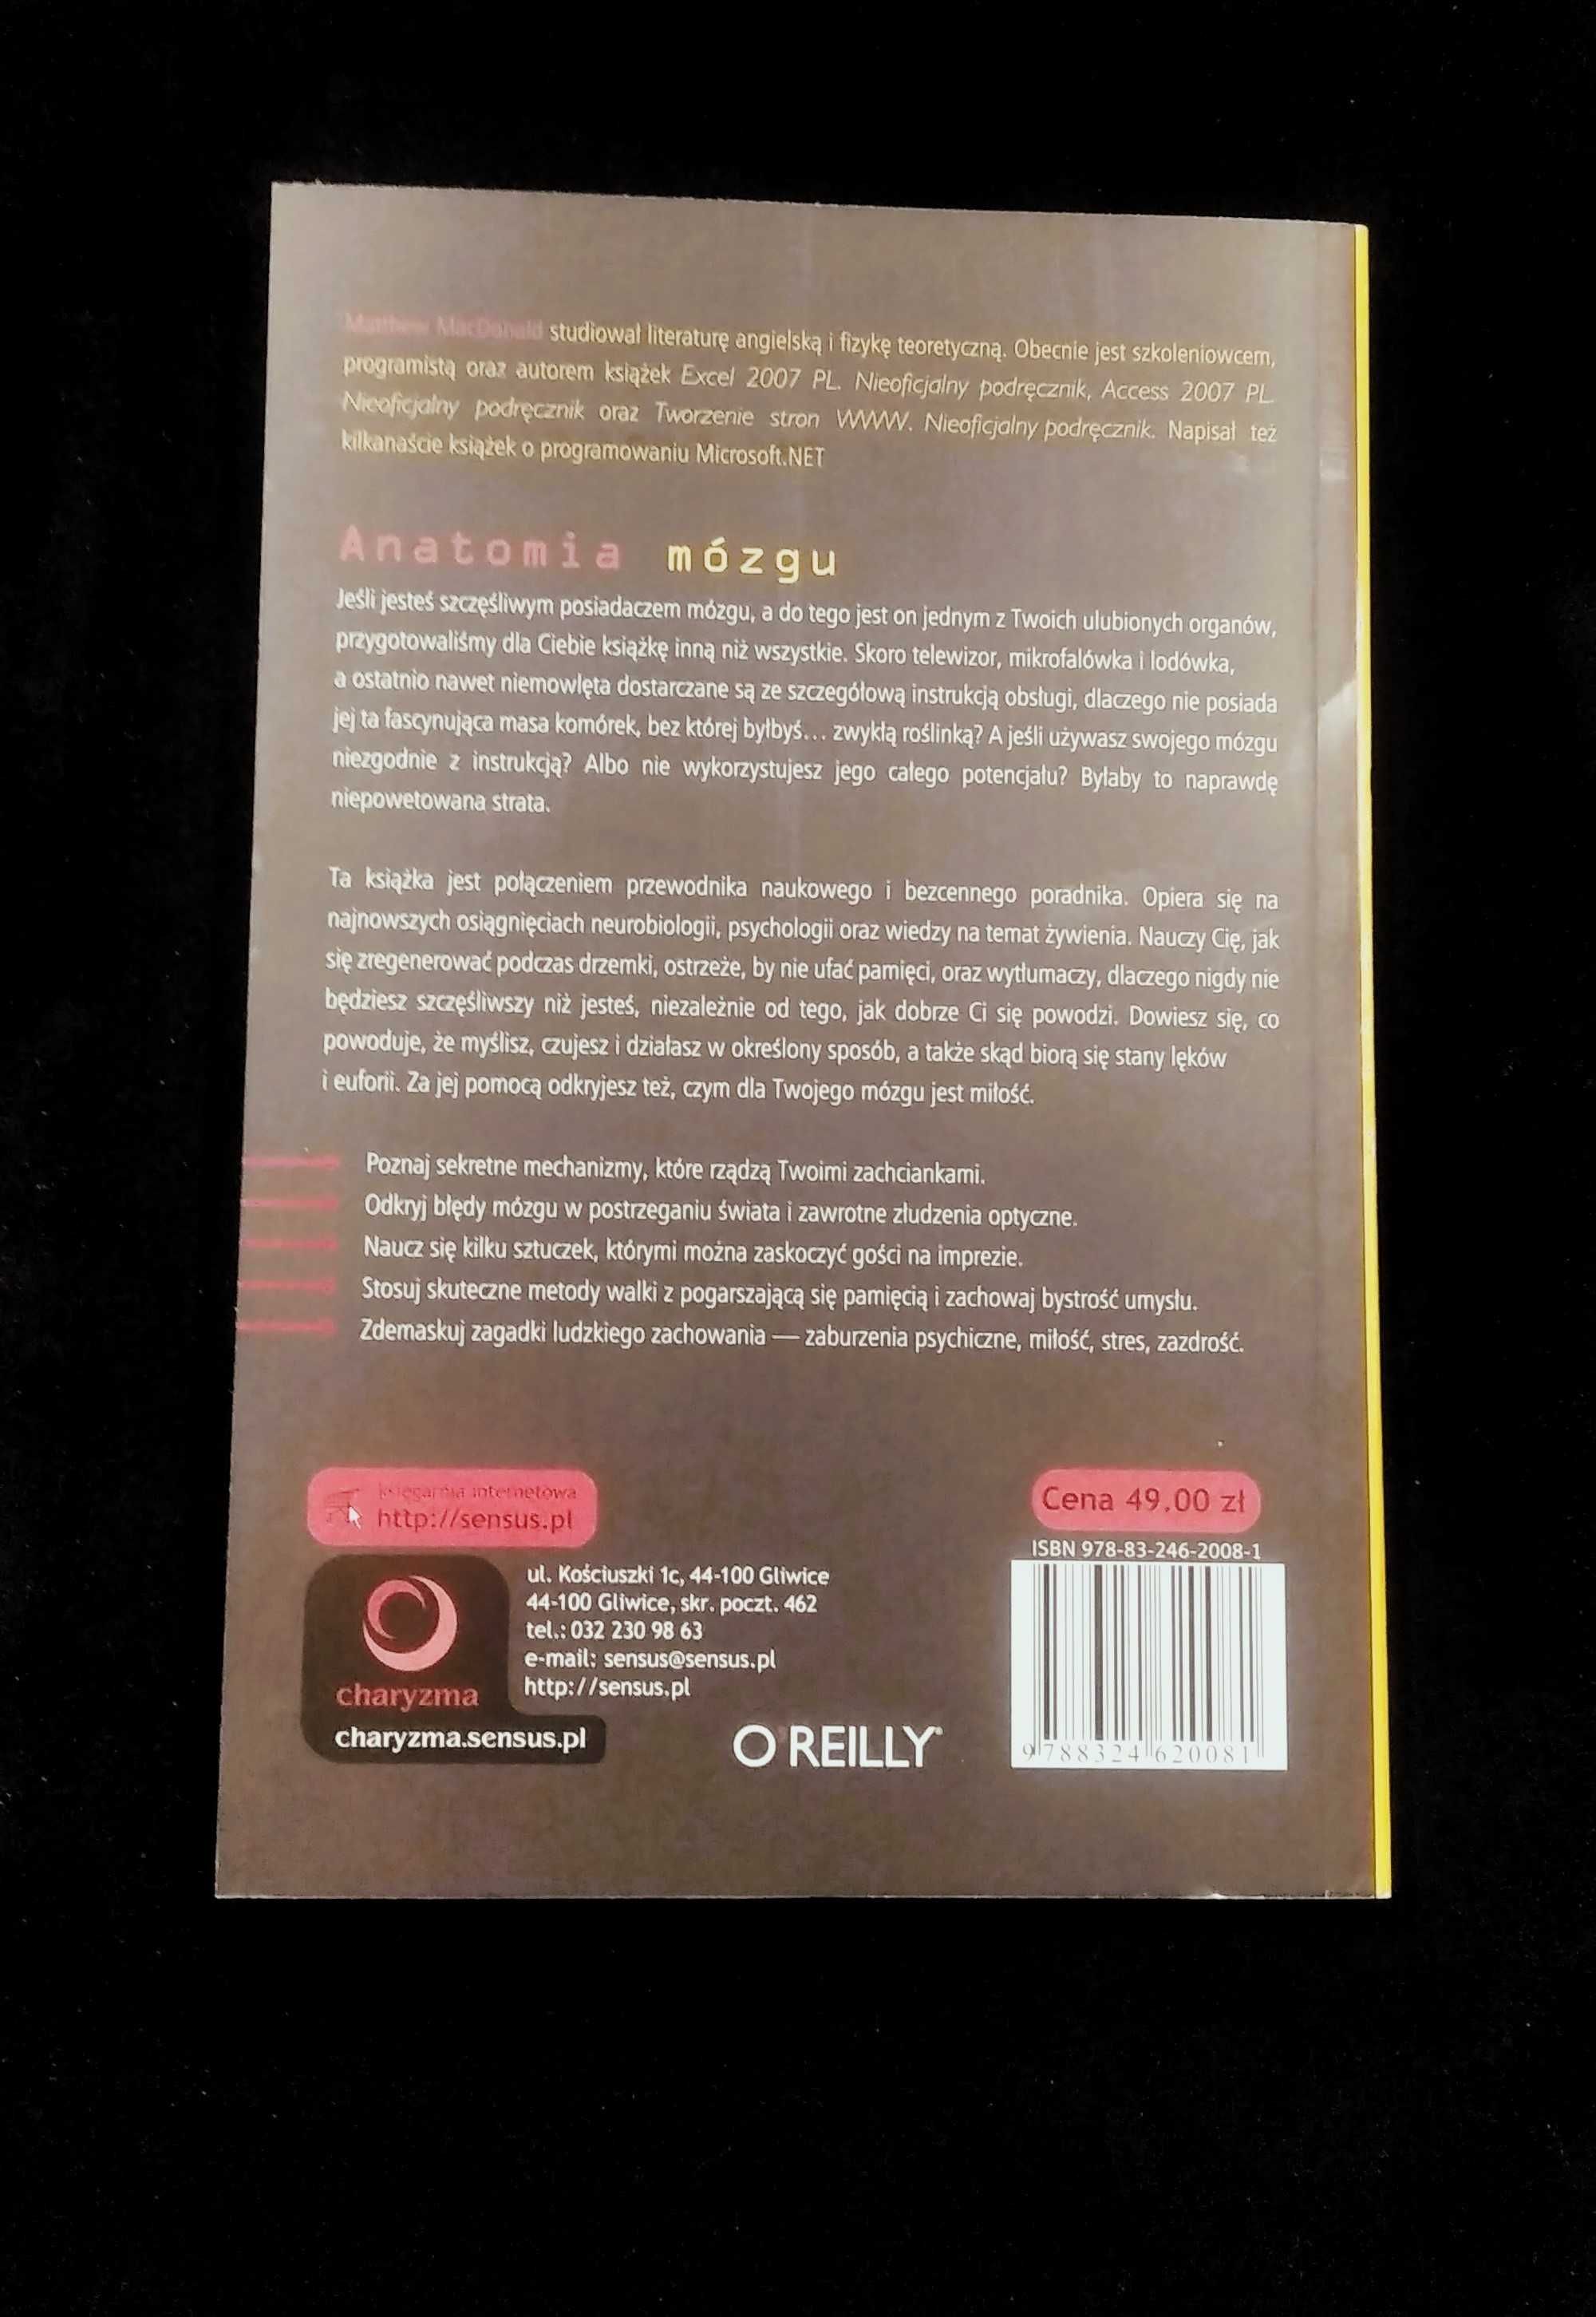 Matthew MacDonald studiował literaturę angielską i fizykę teoretyczną. Obecnie jest szkoleniowcem,
programistą oraz autorem książek Excel 2007 PL. Nieoficjalny podręcznik, Access 2007 PL.
Nieoficjalny podręcznik oraz Tworzenie stron WWW. Nieoficjalny podręcznik. Napisał też
kilkanaście książek o programowaniu Microsoft.NET
Anatomia mózgu
Jeśli jesteś szczęśliwym posiadaczem mózgu, a do tego jest on jednym z Twoich ulubionych organów,
przygotowaliśmy dla Ciebie książkę inną niż wszystkie. Skoro telewizor, mikrofalówka i lodówka,
a ostatnio nawet niemowlęta dostarczane są ze szczegółową instrukcją obsługi, dlaczego nie posiada
jej ta fascynująca masa komórek, bez której byłbyś... zwykłą roślinką? A jeśli używasz swojego mózgu
niezgodnie z instrukcją? Albo nie wykorzystujesz jego całego potencjału? Byłaby to naprawdę
niepowetowana strata.
Ta książka jest połączeniem przewodnika naukowego i bezcennego poradnika. Opiera się na
najnowszych osiągnięciach neurobiologii, psychologii oraz wiedzy na temat żywienia. Nauczy Cię, jak
się zregenerować podczas drzemki, ostrzeże, by nie ufać pamięci, oraz wytłumaczy, dlaczego nigdy nie
będziesz szczęśliwszy niż jesteś, niezależnie od tego, jak dobrze Ci się powodzi. Dowiesz się, co
powoduje, że myślisz, czujesz i działasz w określony sposób, a także skąd biorą się stany lęków
i euforii. Za jej pomocą odkryjesz też, czym dla Twojego mózgu jest miłość.
Poznaj sekretne mechanizmy, które rządzą Twoimi zachciankami.
Odkryj błędy mózgu w postrzeganiu świata i zawrotne złudzenia optyczne.
Naucz się kilku sztuczek, którymi można zaskoczyć gości na imprezie.
Stosuj skuteczne metody walki z pogarszającą się pamięcią i zachowaj bystrość umysłu.
Zdemaskuj zagadki ludzkiego zachowania — zaburzenia psychiczne, miłość, stres, zazdrość.
księgarnia internetowa
http://sensus.pl
charyzma
charyzma.sensus.pl
ul. Kościuszki 1c, 44-100 Gliwice
44-100 Gliwice, skr. poczt. 462
tel.: 032 230 98 63
e-mail: sensus@sensus.pl
http://sensus.pl
O'REILLY®
Cena 49.00 zł
ISBN 978-83-246-2008-1
9 788324 620081